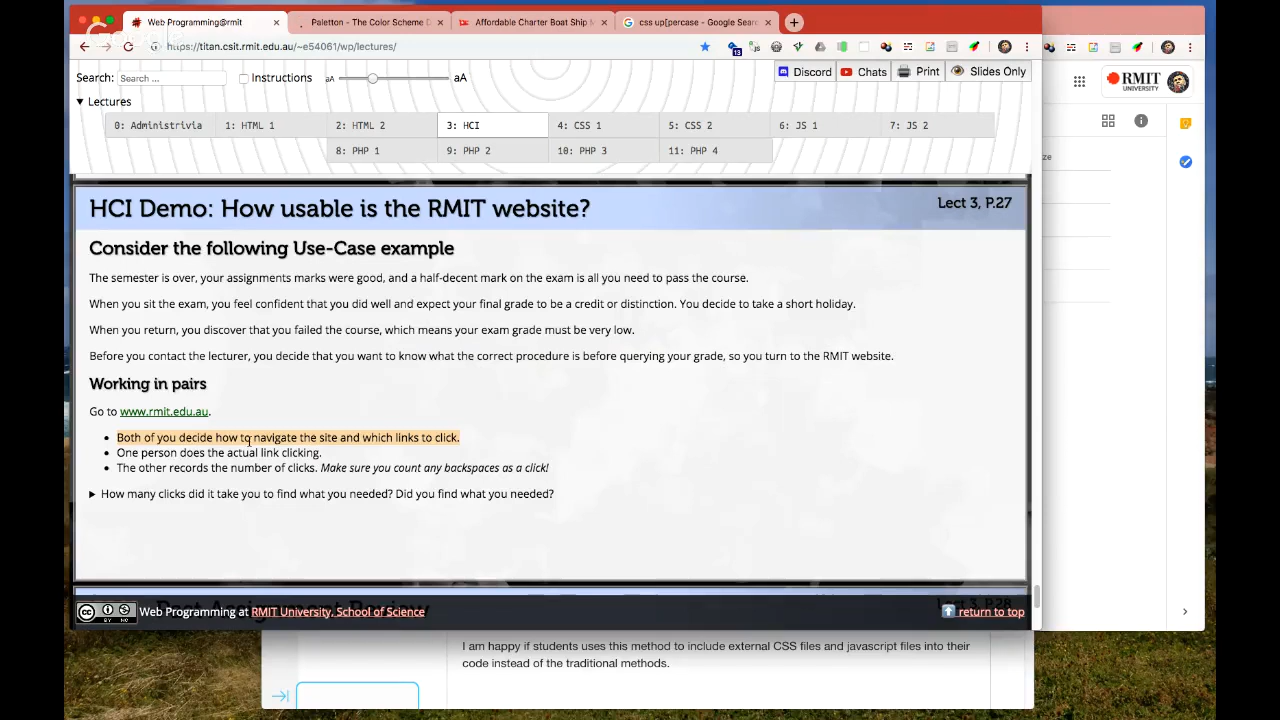 Web Programming@rmit
Paletton - The Color Scheme D
Affordable Charter Boat Ship M
css up[percase - Google Sear
Google
https://titan.csit.rmit.edu.au/~e54061/wp/lectures/
13
Search: Search ...
Instructions
aA aA
Discord
Chats
Print
Slides Only
RMIT
UNIVERSITY
▼ Lectures
0: Administrivia 1: HTML 1 2: HTML 2 3: HCI 4: CSS 1 5: CSS 2 6: JS 1 7: JS 2
8: PHP 1 9: PHP 2 10: PHP 3 11: PHP 4
ze
HCI Demo: How usable is the RMIT website?
Lect 3, P.27
Consider the following Use-Case example
The semester is over, your assignments marks were good, and a half-decent mark on the exam is all you need to pass the course.
When you sit the exam, you feel confident that you did well and expect your final grade to be a credit or distinction. You decide to take a short holiday.
When you return, you discover that you failed the course, which means your exam grade must be very low.
Before you contact the lecturer, you decide that you want to know what the correct procedure is before querying your grade, so you turn to the RMIT website.
Working in pairs
Go to www.rmit.edu.au.
• Both of you decide how to navigate the site and which links to click.
• One person does the actual link clicking.
• The other records the number of clicks. Make sure you count any backspaces as a click!
▶ How many clicks did it take you to find what you needed? Did you find what you needed?
Lect 3, P.28
Web Programming at RMIT University, School of Science
return to top
I am happy if students uses this method to include external CSS files and javascript files into their
code instead of the traditional methods.